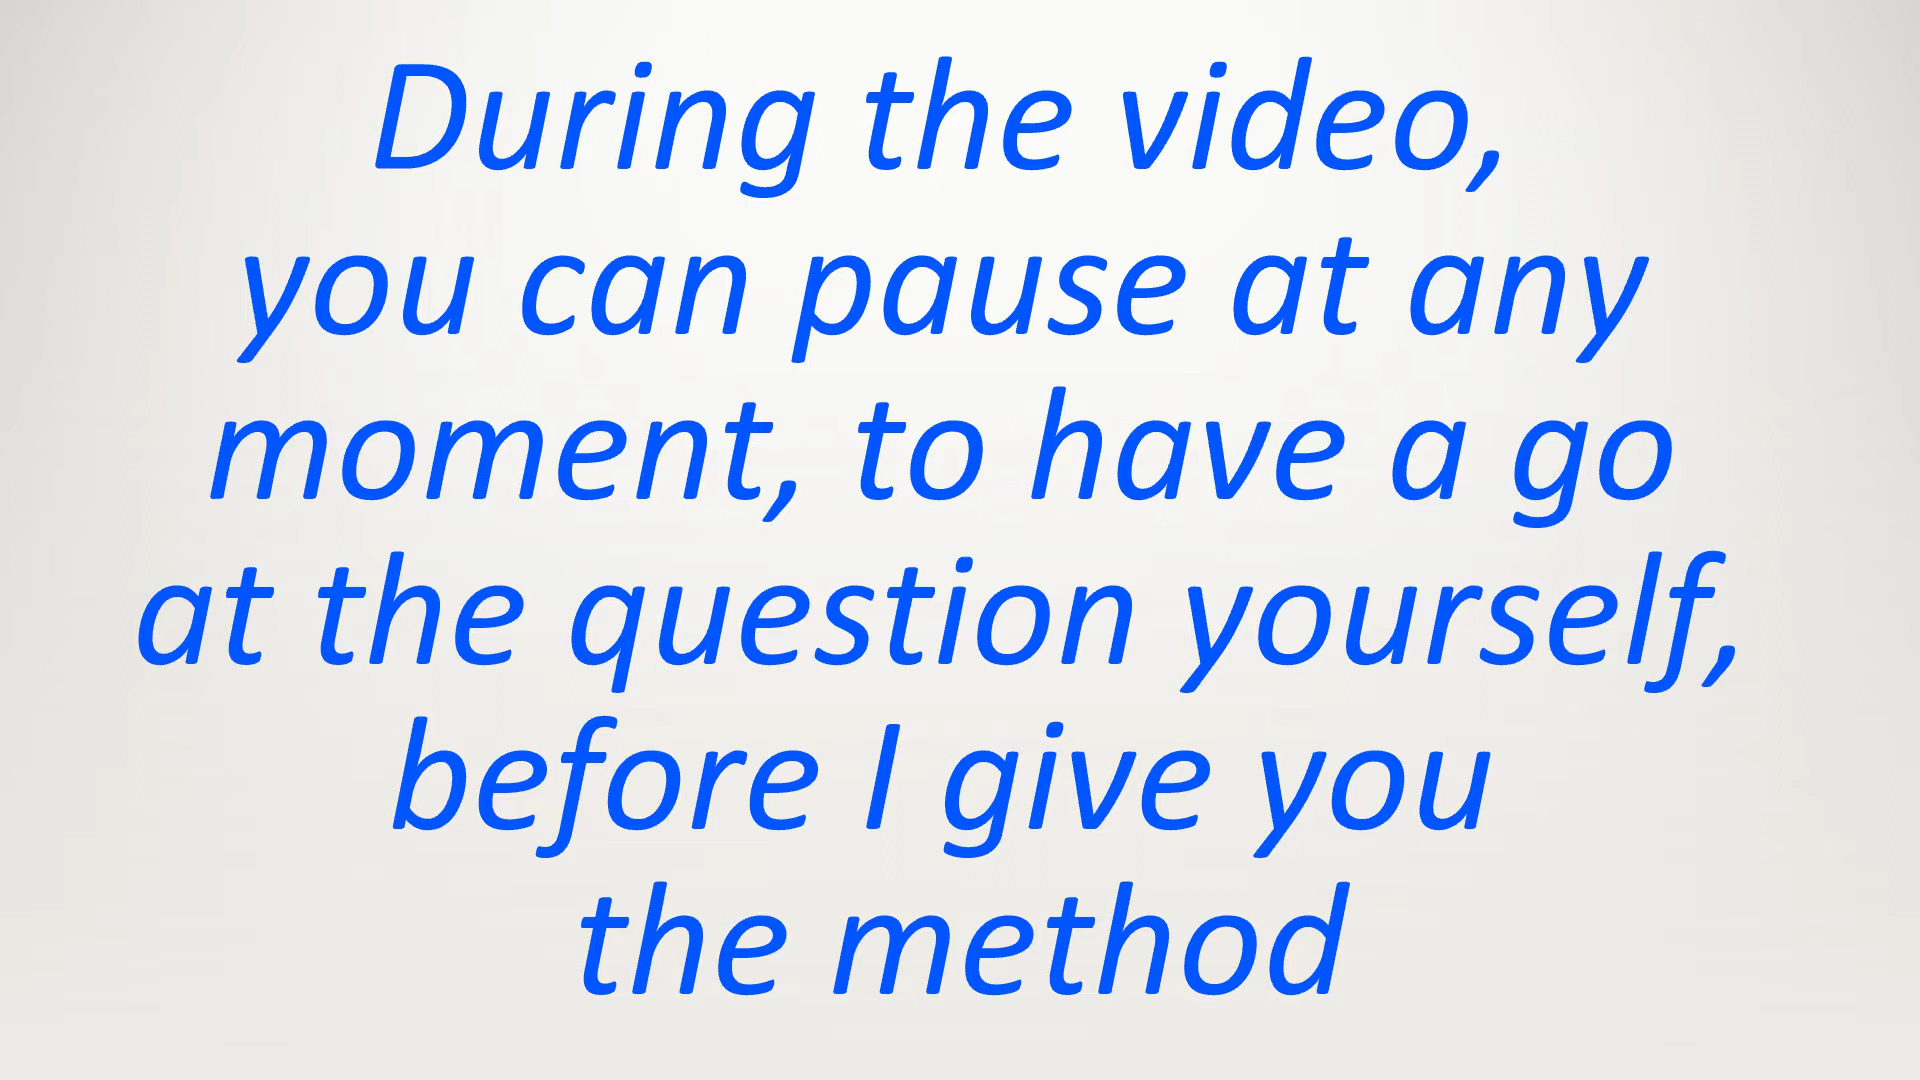 During the video,
you can pause at any
moment, to have a go
at the question yourself,
before I give you
the method